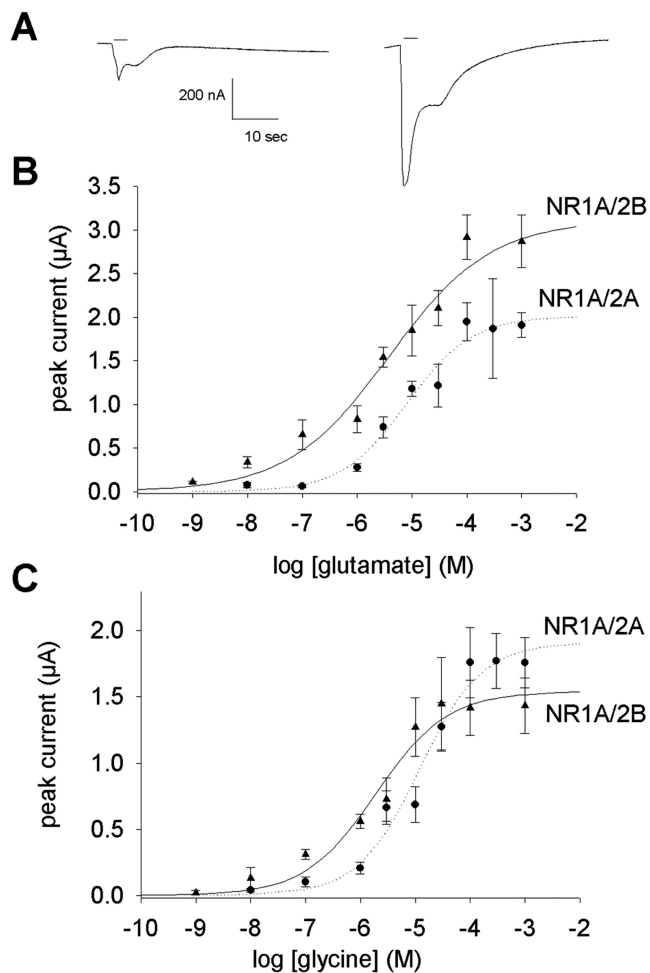 A
200 nA
10 sec
B
3.5
3.0
2.5
2.0
1.5
1.0
0.5
0.0
peak current (µA)
NR1A/2B
NR1A/2A
-10 -9 -8 -7 -6 -5 -4 -3 -2
log [glutamate] (M)
C
2.0
1.5
1.0
0.5
0.0
peak current (µA)
NR1A/2A
NR1A/2B
-10 -9 -8 -7 -6 -5 -4 -3 -2
log [glycine] (M)